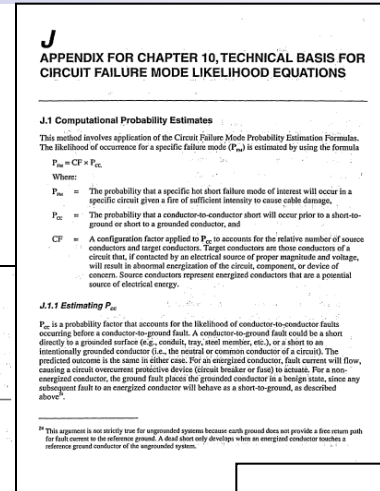 J
APPENDIX FOR CHAPTER 10, TECHNICAL BASIS FOR
CIRCUIT FAILURE MODE LIKELIHOOD EQUATIONS
J.1 Computational Probability Estimates
This method involves application of the Circuit Failure Mode Probability Estimation Formulas.
The likelihood of occurrence for a specific failure mode (P) is estimated by using the formula
= CF × Pcc
Where:
= The probability that a specific hot short failure mode of interest will occur in a
specific circuit given a fire of sufficient intensity to cause cable damage,
Pcc = The probability that a conductor-to-conductor short will occur prior to a short-to-
ground or short to a grounded conductor, and
CF = A configuration factor applied to Pcc to accounts for the relative number of source
conductors and target conductors. Target conductors are those conductors of a
circuit that, if contacted by an electrical source of proper magnitude and voltage,
will result in abnormal energization of the circuit, component, or device of
concern. Source conductors represent energized conductors that are a potential
source of electrical energy.
J.1.1 Estimating Pcc
Pcc is a probability factor that accounts for the likelihood of conductor-to-conductor faults
occurring before a conductor-to-ground fault. A conductor-to-ground fault could be a short
directly to a grounded surface (e.g., conduit, tray, steel member, etc.), or a short to an
intentionally grounded conductor (i.e., the neutral or common conductor of a circuit). The
predicted outcome is the same in either case. For an energized conductor, fault current will flow,
causing a circuit overcurrent protective device (circuit breaker or fuse) to actuate. For a non-
energized conductor, the ground fault places the grounded conductor in a benign state, since any
subsequent fault to an energized conductor will behave as a short-to-ground, as described
above
This argument is not strictly true for ungrounded systems because earth ground does not provide a free return path
for fault current to the reference ground. A dead short only develops when an energized conductor touches a
reference ground conductor of the ungrounded system.